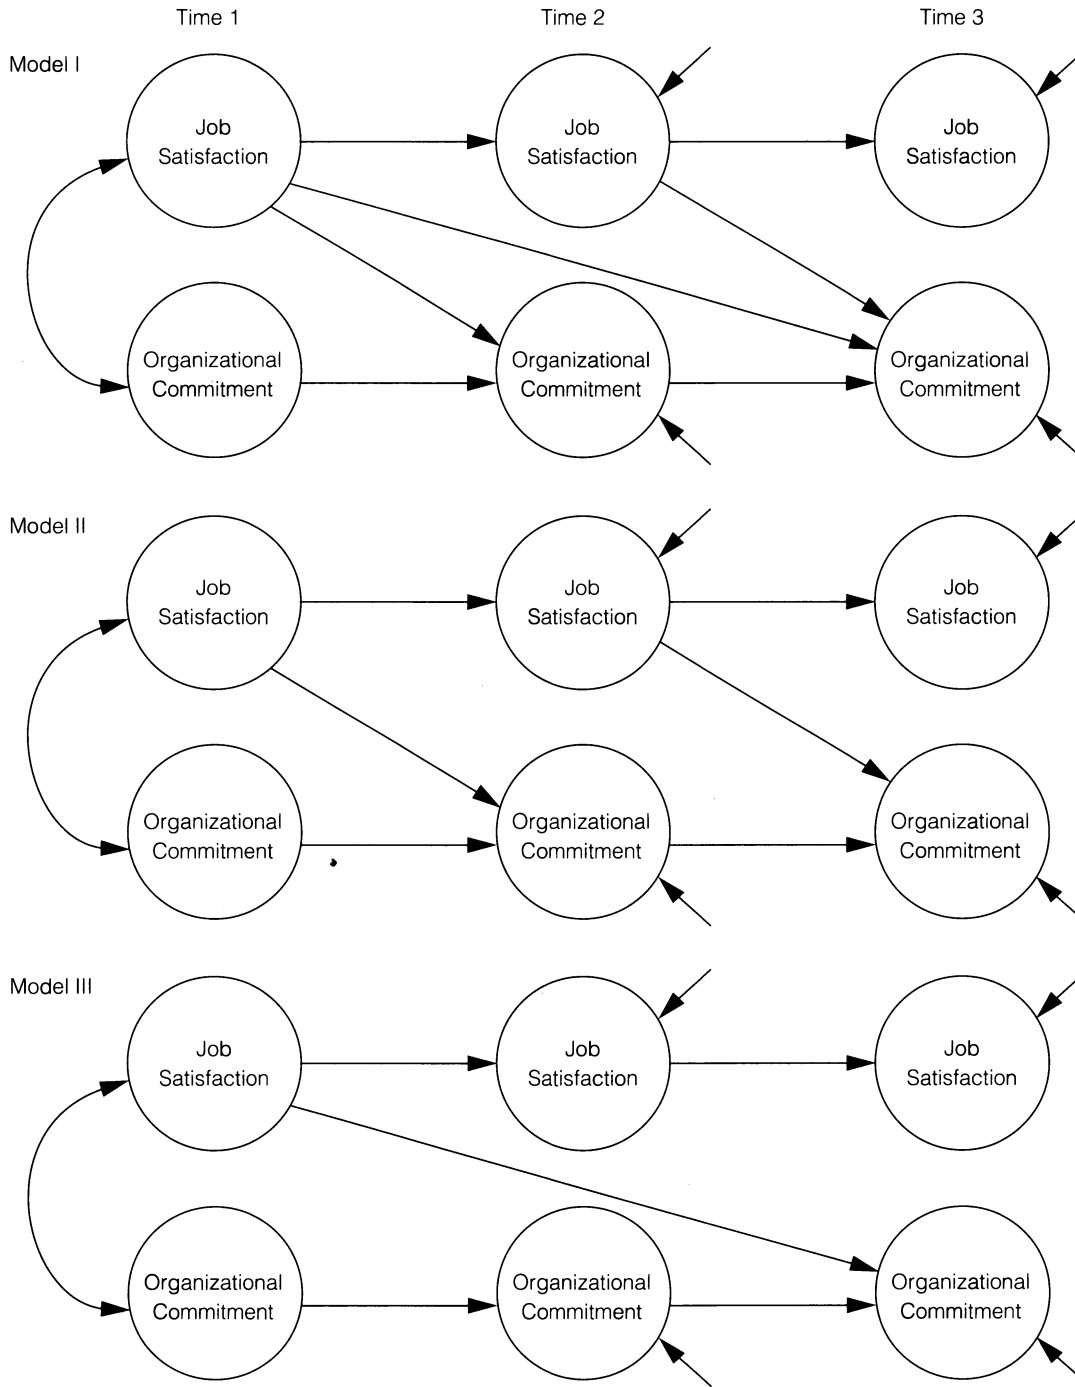 Time 1
Time 2
Time 3
Model I
Job
Satisfaction
Job
Satisfaction
Job
Satisfaction
Organizational
Commitment
Organizational
Commitment
Organizational
Commitment
Model II
Job
Satisfaction
Job
Satisfaction
Job
Satisfaction
Organizational
Commitment
Organizational
Commitment
Organizational
Commitment
Model III
Job
Satisfaction
Job
Satisfaction
Job
Satisfaction
Organizational
Commitment
Organizational
Commitment
Organizational
Commitment